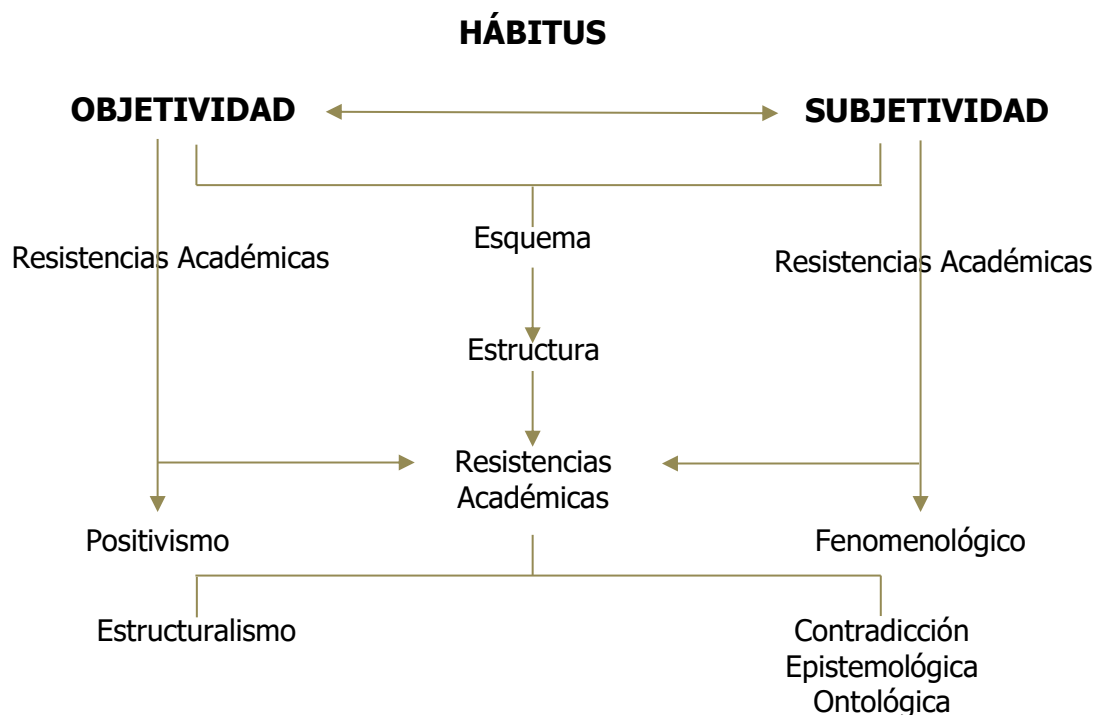 HÁBITUS
OBJETIVIDAD
SUBJETIVIDAD
Esquema
Resistencias Académicas
Resistencias Académicas
Estructura
Resistencias
Académicas
Positivismo
Fenomenológico
Estructuralismo
Contradicción
Epistemológica
Ontológica